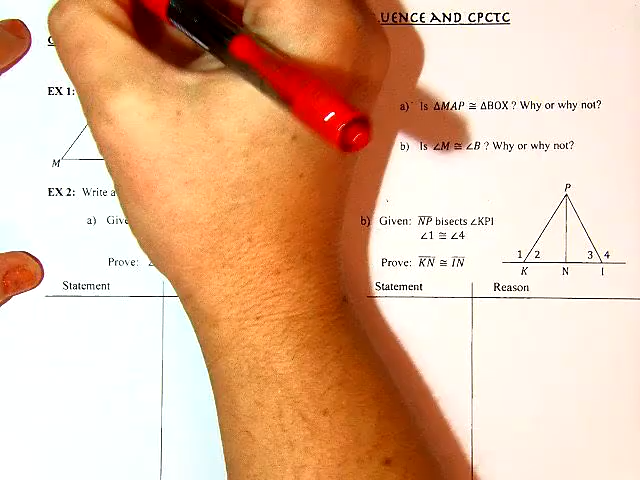 UENCE AND CPCTC
EX 1:
a) Is ΔMAP ≅ ΔBOX ? Why or why not?
b) Is ∠M ≅ ∠B ? Why or why not?
M
EX 2: Write a
a) Give
Prove:
Statement
b) Given: NP bisects ∠KPI
∠1 ≅ ∠4
Prove: KN ≅ IN
P
1 2 3 4
K N I
Statement Reason